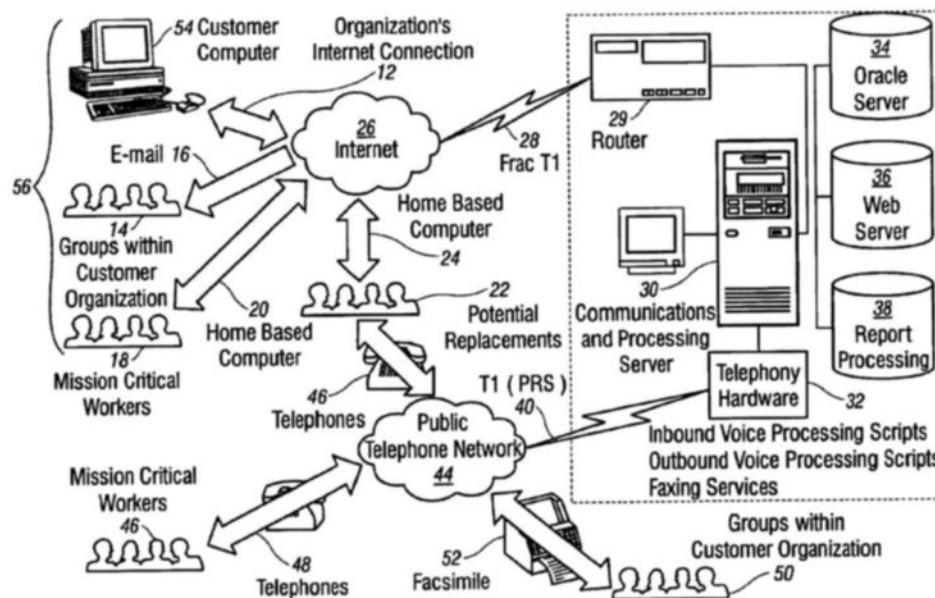 54 Customer
Computer
Organization's
Internet Connection
12
34
Oracle
Server
26
Internet
28
Frac T1
29
Router
E-mail 16
56
36
Web
Server
14
Groups within
Customer
Organization
Home Based
Computer
24
20
Home Based
Computer
22
Potential
Replacements
18
Mission Critical
Workers
30
Communications
and Processing
Server
38
Report
Processing
46
Telephones
T1 ( PRS )
40
Telephony
Hardware
32
Public
Telephone Network
44
Inbound Voice Processing Scripts
Outbound Voice Processing Scripts
Faxing Services
Mission Critical
Workers
46
48
Telephones
52
Facsimile
Groups within
Customer Organization
50